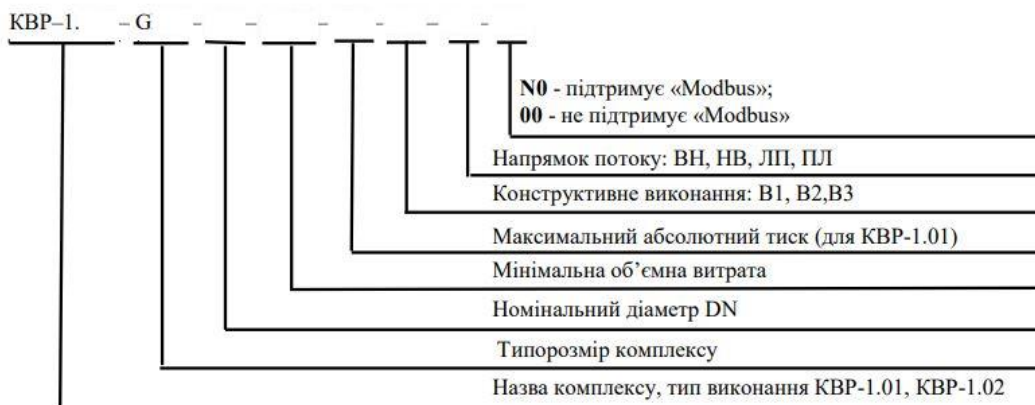 КВР–1. – G - – – - – - -
N0 - підтримує «Modbus»;
00 - не підтримує «Modbus»
Напрямок потоку: ВН, НВ, ЛП, ПЛ
Конструктивне виконання: В1, В2,В3
Максимальний абсолютний тиск (для КВР-1.01)
Мінімальна об’ємна витрата
Номінальний діаметр DN
Типорозмір комплексу
Назва комплексу, тип виконання КВР-1.01, КВР-1.02